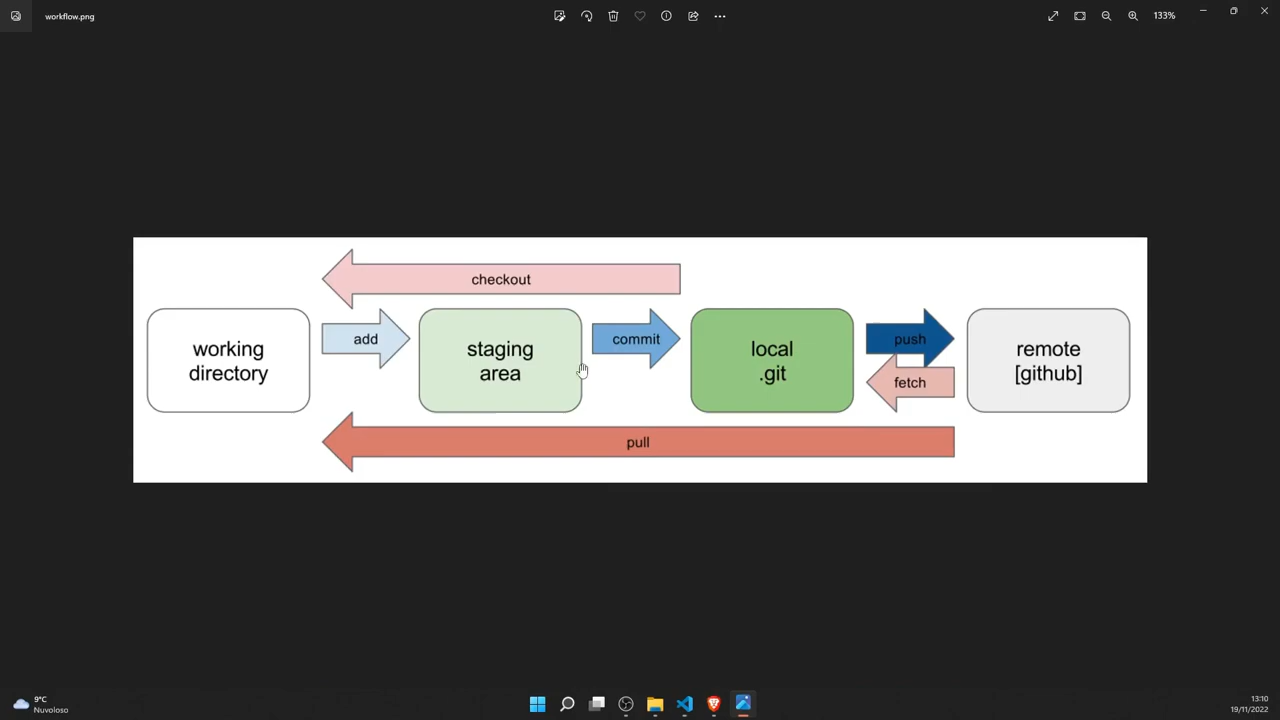 workflow.png
133%
checkout
add
commit
push
working
directory
staging
area
local
.git
remote
[github]
fetch
pull
9°C
Nuvoloso
13:10
19/11/2022